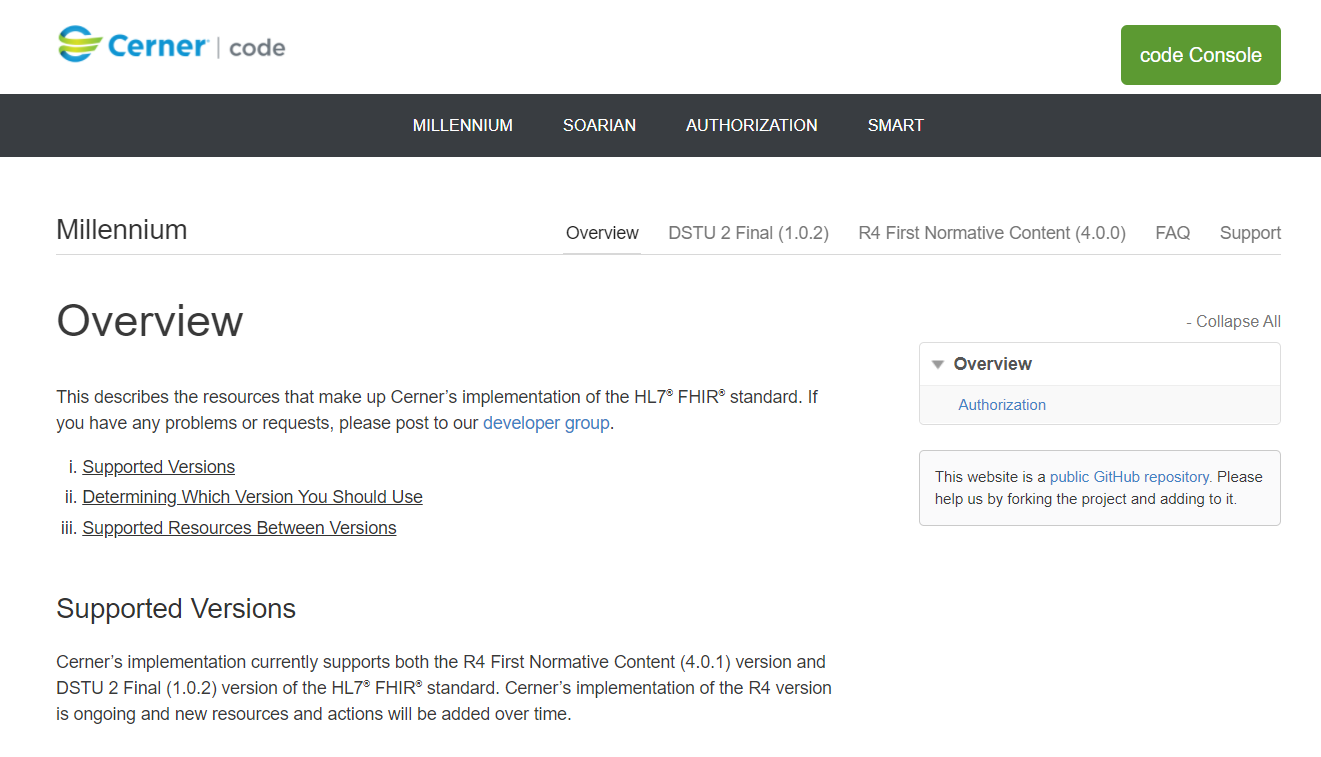 Cerner | code
code Console
MILLENNIUM SOARIAN AUTHORIZATION SMART
Millennium
Overview DSTU 2 Final (1.0.2) R4 First Normative Content (4.0.0) FAQ Support
Overview
- Collapse All
Overview
Authorization
This website is a public GitHub repository. Please
help us by forking the project and adding to it.
This describes the resources that make up Cerner’s implementation of the HL7® FHIR® standard. If
you have any problems or requests, please post to our developer group.
i. Supported Versions
ii. Determining Which Version You Should Use
iii. Supported Resources Between Versions
Supported Versions
Cerner’s implementation currently supports both the R4 First Normative Content (4.0.1) version and
DSTU 2 Final (1.0.2) version of the HL7® FHIR® standard. Cerner’s implementation of the R4 version
is ongoing and new resources and actions will be added over time.